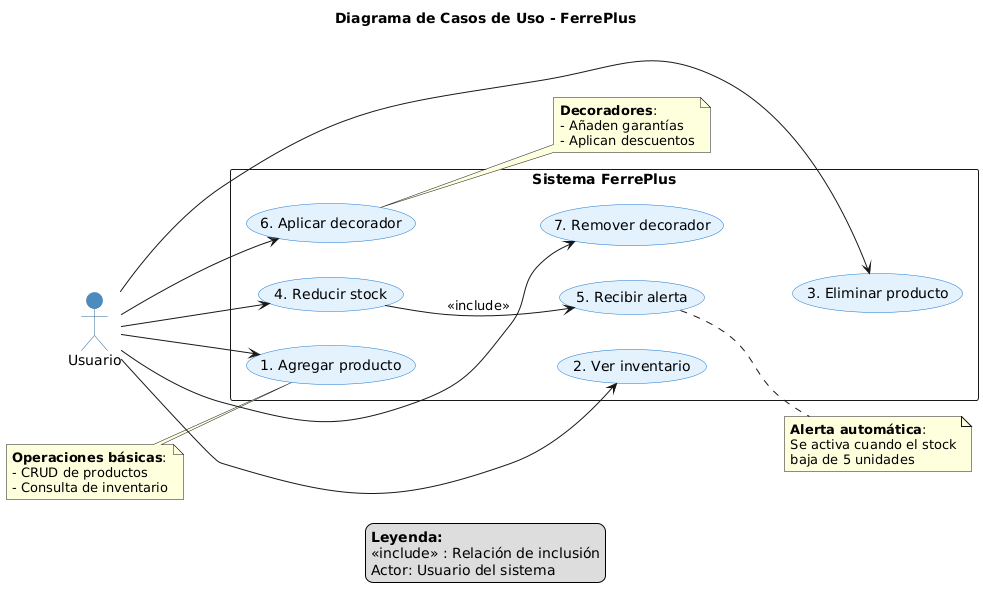 Diagrama de Casos de Uso - FerrePlus
Decoradores:
- Añaden garantías
- Aplican descuentos
Sistema FerrePlus
6. Aplicar decorador
7. Remover decorador
4. Reducir stock
«include»
5. Recibir alerta
3. Eliminar producto
Usuario
1. Agregar producto
2. Ver inventario
Alerta automática:
Se activa cuando el stock
baja de 5 unidades
Operaciones básicas:
- CRUD de productos
- Consulta de inventario
Leyenda:
«include» : Relación de inclusión
Actor: Usuario del sistema